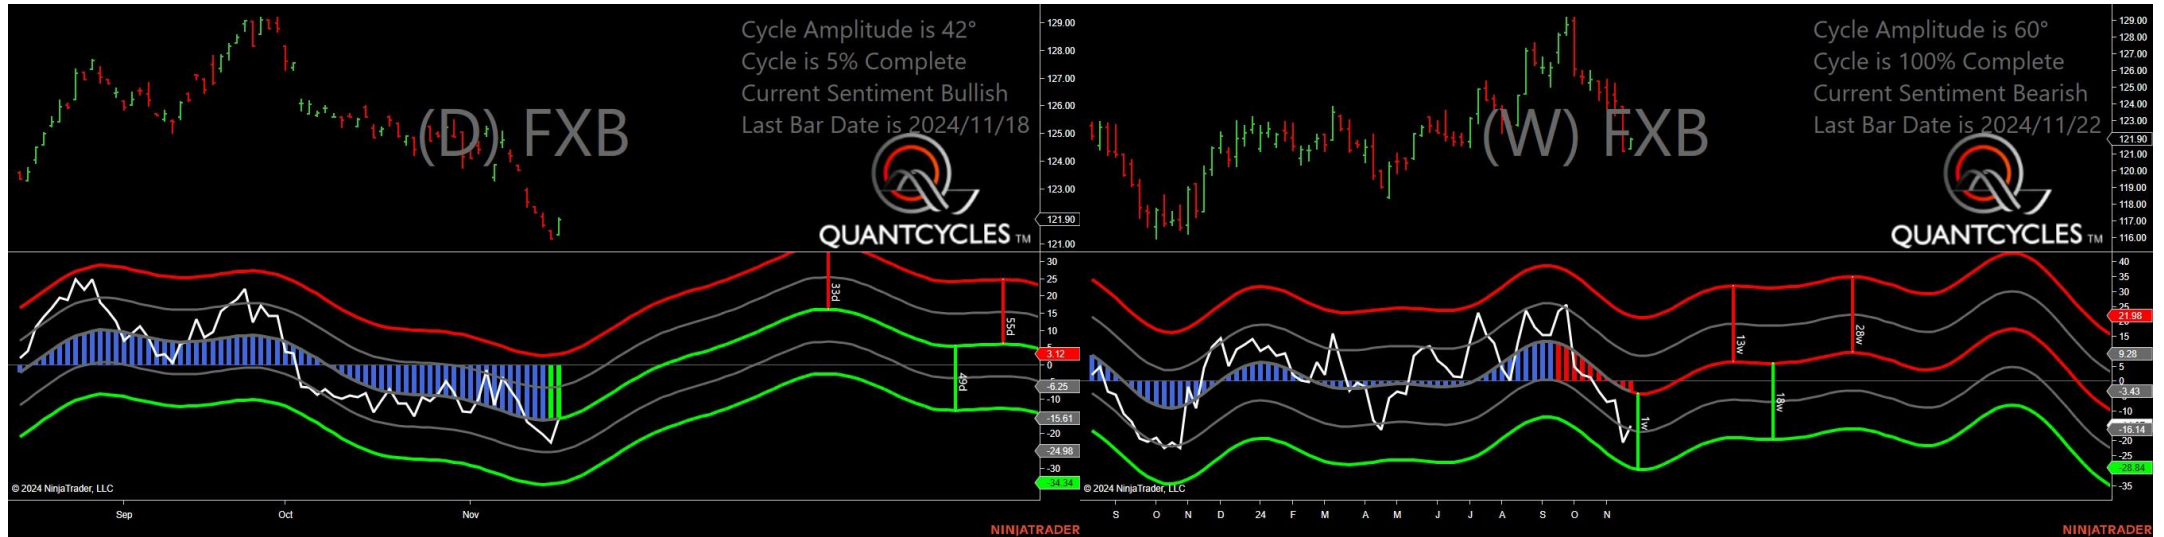 Cycle Amplitude is 42°
Cycle is 5% Complete
Current Sentiment Bullish
Last Bar Date is 2024/11/18
(D) FXB
QUANTCYCLES TM
129.00
128.00
127.00
126.00
125.00
124.00
123.00
121.90
121.00
30
25
20
15
10
5
3.12
0
-6.25
-10
-15.61
-20
-24.98
-30
-34.34
33d
55d
49d
© 2024 NinjaTrader, LLC
Sep Oct Nov
NINJATRADER
Cycle Amplitude is 60°
Cycle is 100% Complete
Current Sentiment Bearish
Last Bar Date is 2024/11/22
(W) FXB
QUANTCYCLES TM
129.00
128.00
127.00
126.00
125.00
124.00
123.00
121.90
121.00
120.00
119.00
118.00
117.00
116.00
40
35
30
25
21.98
15
9.28
5
0
-3.43
-10
-16.14
-20
-25
-28.84
-35
13w
28w
1w
18w
© 2024 NinjaTrader, LLC
S O N D 24 F M A M J J A S O N
NINJATRADER